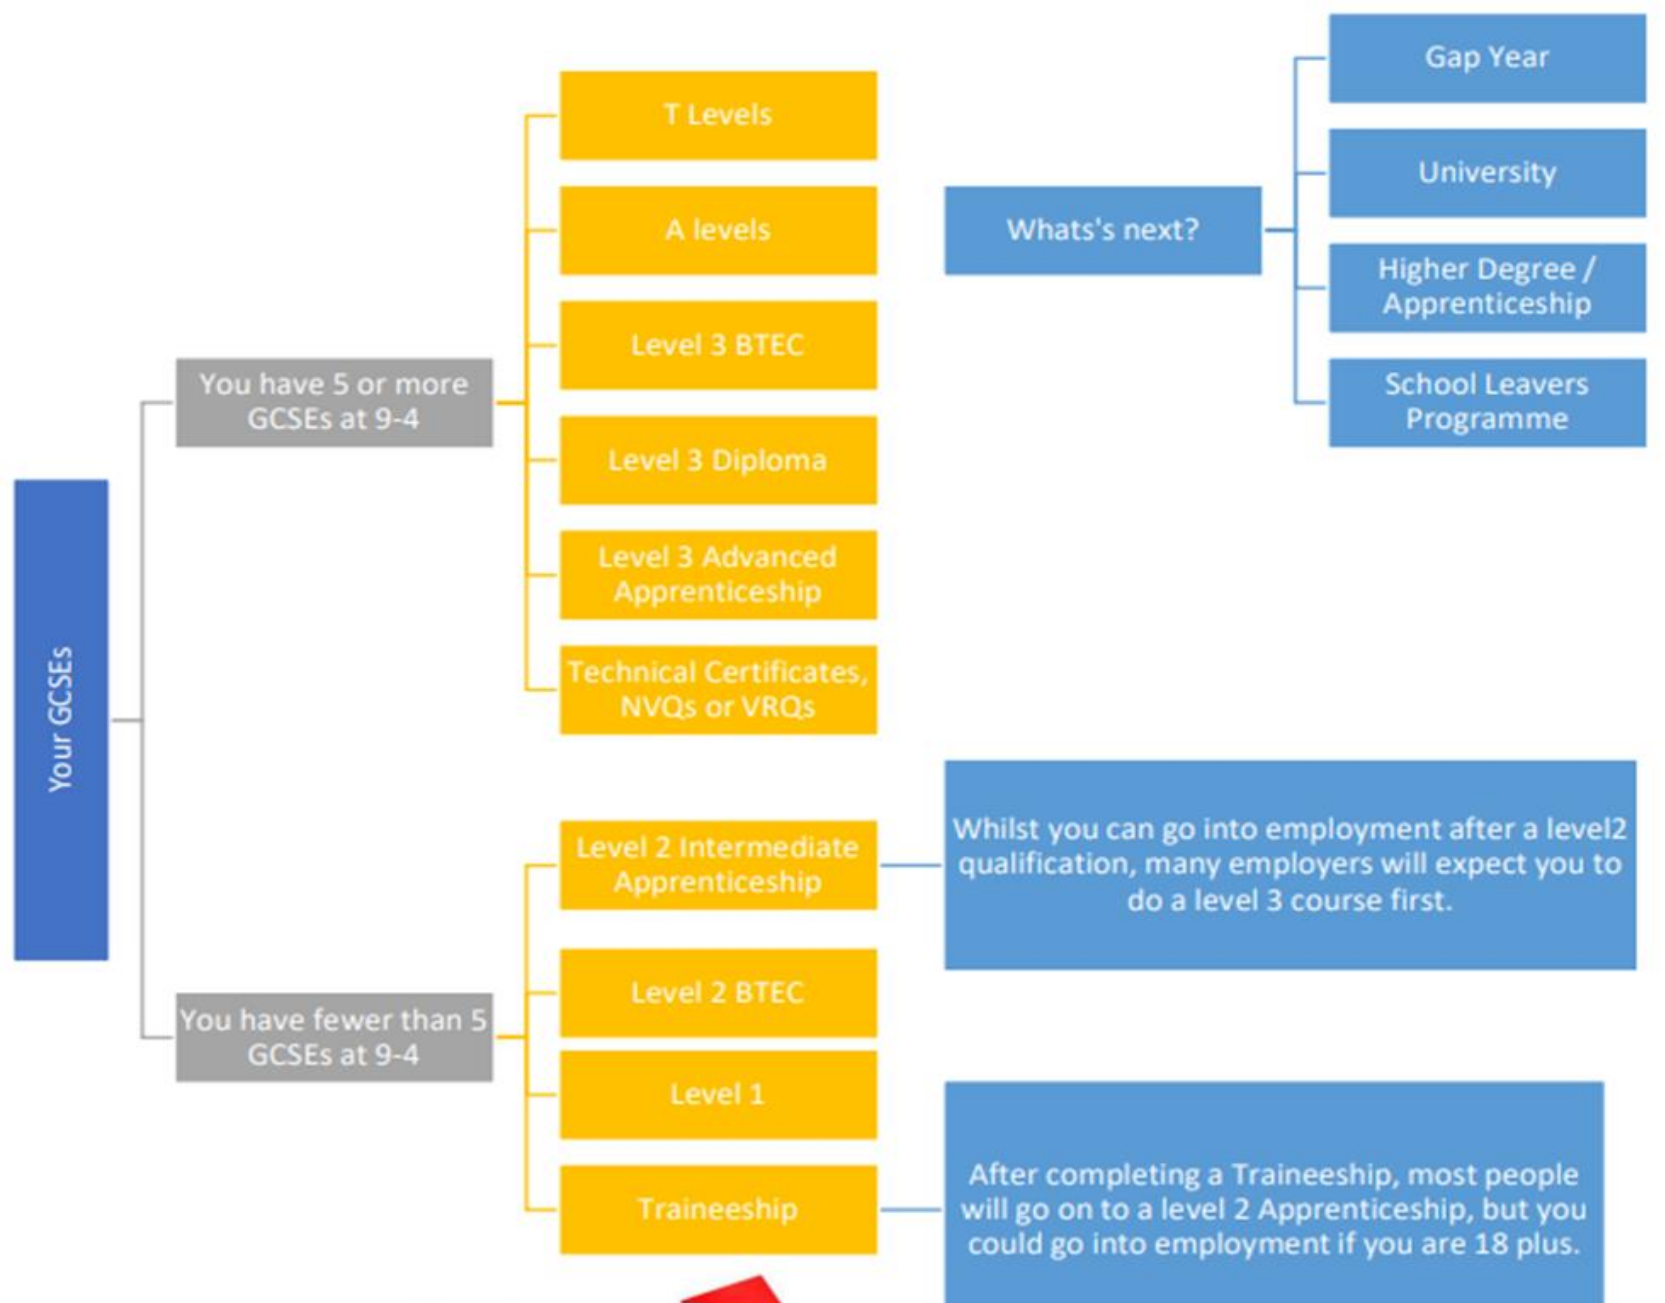 Your GCSEs
You have 5 or more
GCSEs at 9-4
T Levels
A levels
Level 3 BTEC
Level 3 Diploma
Level 3 Advanced
Apprenticeship
Technical Certificates,
NVQs or VRQs
Whats's next?
Gap Year
University
Higher Degree /
Apprenticeship
School Leavers
Programme
You have fewer than 5
GCSEs at 9-4
Level 2 Intermediate
Apprenticeship
Whilst you can go into employment after a level2
qualification, many employers will expect you to
do a level 3 course first.
Level 2 BTEC
Level 1
Traineeship
After completing a Traineeship, most people
will go on to a level 2 Apprenticeship, but you
could go into employment if you are 18 plus.